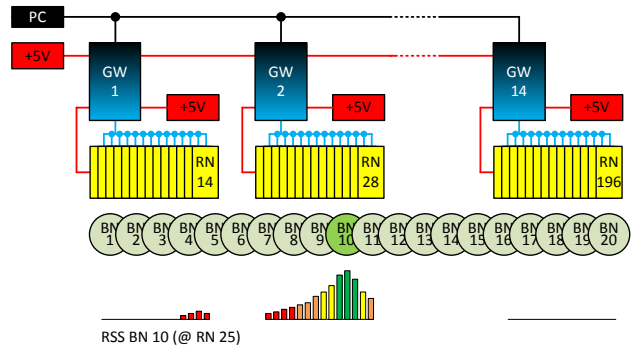 PC
+5V
GW
1
GW
2
GW
14
+5V
+5V
+5V
RN
14
RN
28
RN
196
BN
1
BN
2
BN
3
BN
4
BN
5
BN
6
BN
7
BN
8
BN
9
BN
10
BN
11
BN
12
BN
13
BN
14
BN
15
BN
16
BN
17
BN
18
BN
19
BN
20
RSS BN 10 (@ RN 25)